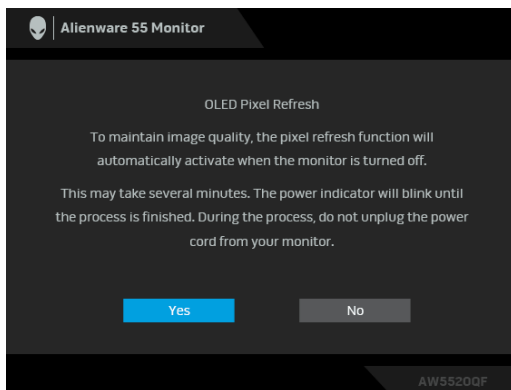 Alienware 55 Monitor
OLED Pixel Refresh
To maintain image quality, the pixel refresh function will
automatically activate when the monitor is turned off.
This may take several minutes. The power indicator will blink until
the process is finished. During the process, do not unplug the power
cord from your monitor.
Yes No
AW5520QF